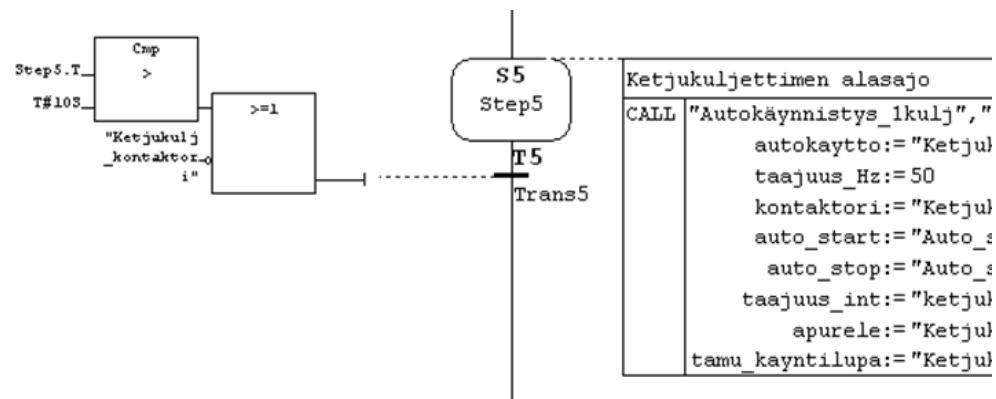 Cmp
>
Step5.T
T#10S
>=1
"Ketjukulj
_kontaktor
i"
S5
Step5
T5
Trans5
Ketjukuljettimen alasajo
CALL "Autokäynnistys_1kulj","
autokaytto:="Ketjuk
taajuus_Hz:=50
kontaktori:="Ketjuk
auto_start:="Auto_s
auto_stop:="Auto_s
taajuus_int:="ketjuk
apurele:="Ketjuk
tamu_kayntilupa:="Ketjuk